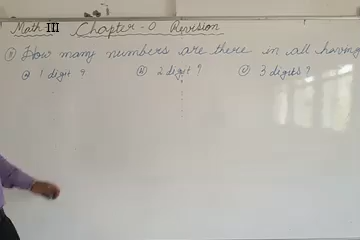 Math III Chapter-0 Revision
③ How many numbers are there in all having
ⓐ 1 digit ? ⓑ 2 digit ? ⓒ 3 digits ?